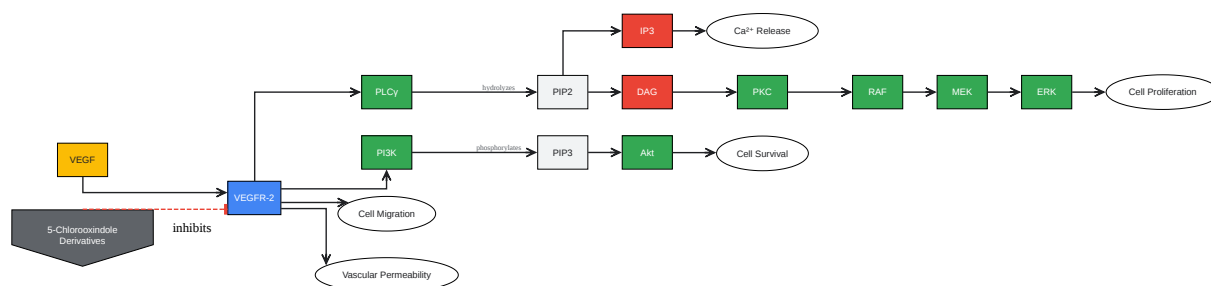 IP3
Ca²⁺ Release
PLCγ
hydrolyzes
PIP2
DAG
PKC
RAF
MEK
ERK
Cell Proliferation
PI3K
phosphorylates
PIP3
Akt
Cell Survival
VEGF
VEGFR-2
Cell Migration
5-Chlorooxindole
Derivatives
inhibits
Vascular Permeability